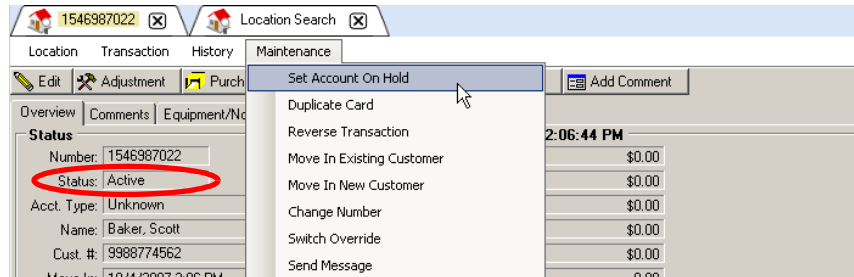 1546987022 Location Search
Location Transaction History Maintenance
Edit Adjustment Purch Add Comment
Set Account On Hold
Duplicate Card
Reverse Transaction
Move In Existing Customer
Move In New Customer
Change Number
Switch Override
Send Message
Overview Comments Equipment/No
Status 2:06:44 PM
Number: 1546987022 $0.00
Status: Active $0.00
Acct. Type: Unknown $0.00
Name: Baker, Scott $0.00
Cust. #: 9988774562 $0.00